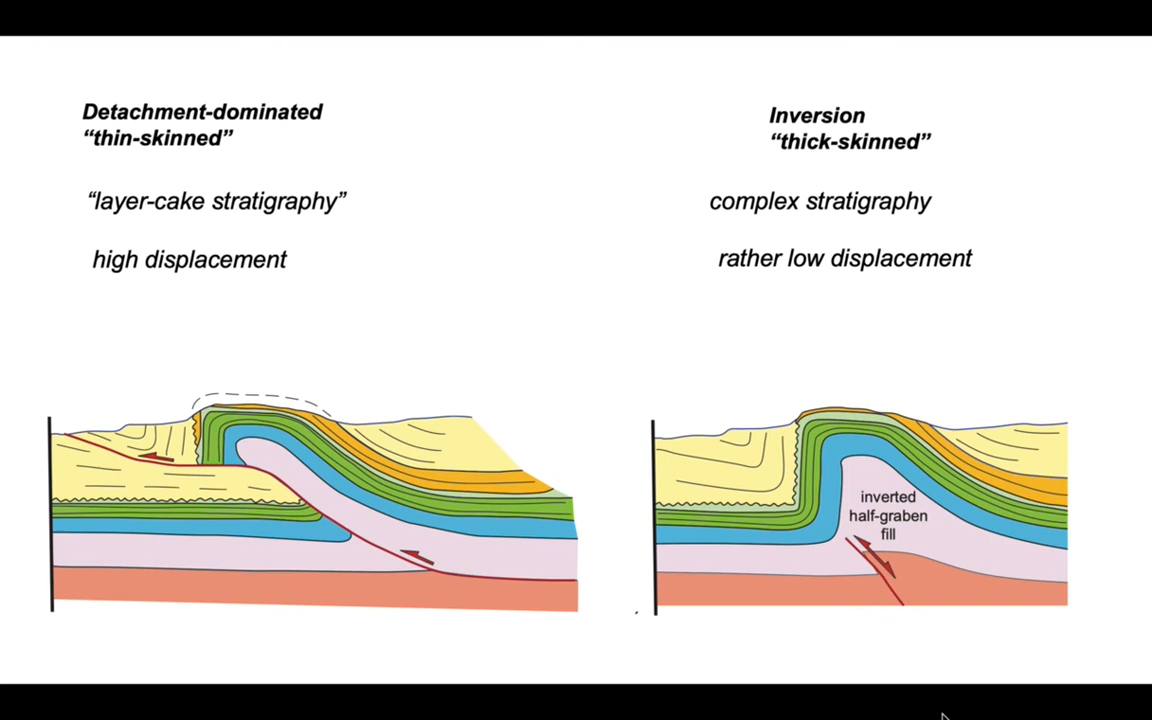 Detachment-dominated
“thin-skinned”
“layer-cake stratigraphy”
high displacement
Inversion
“thick-skinned”
complex stratigraphy
rather low displacement
inverted
half-graben
fill